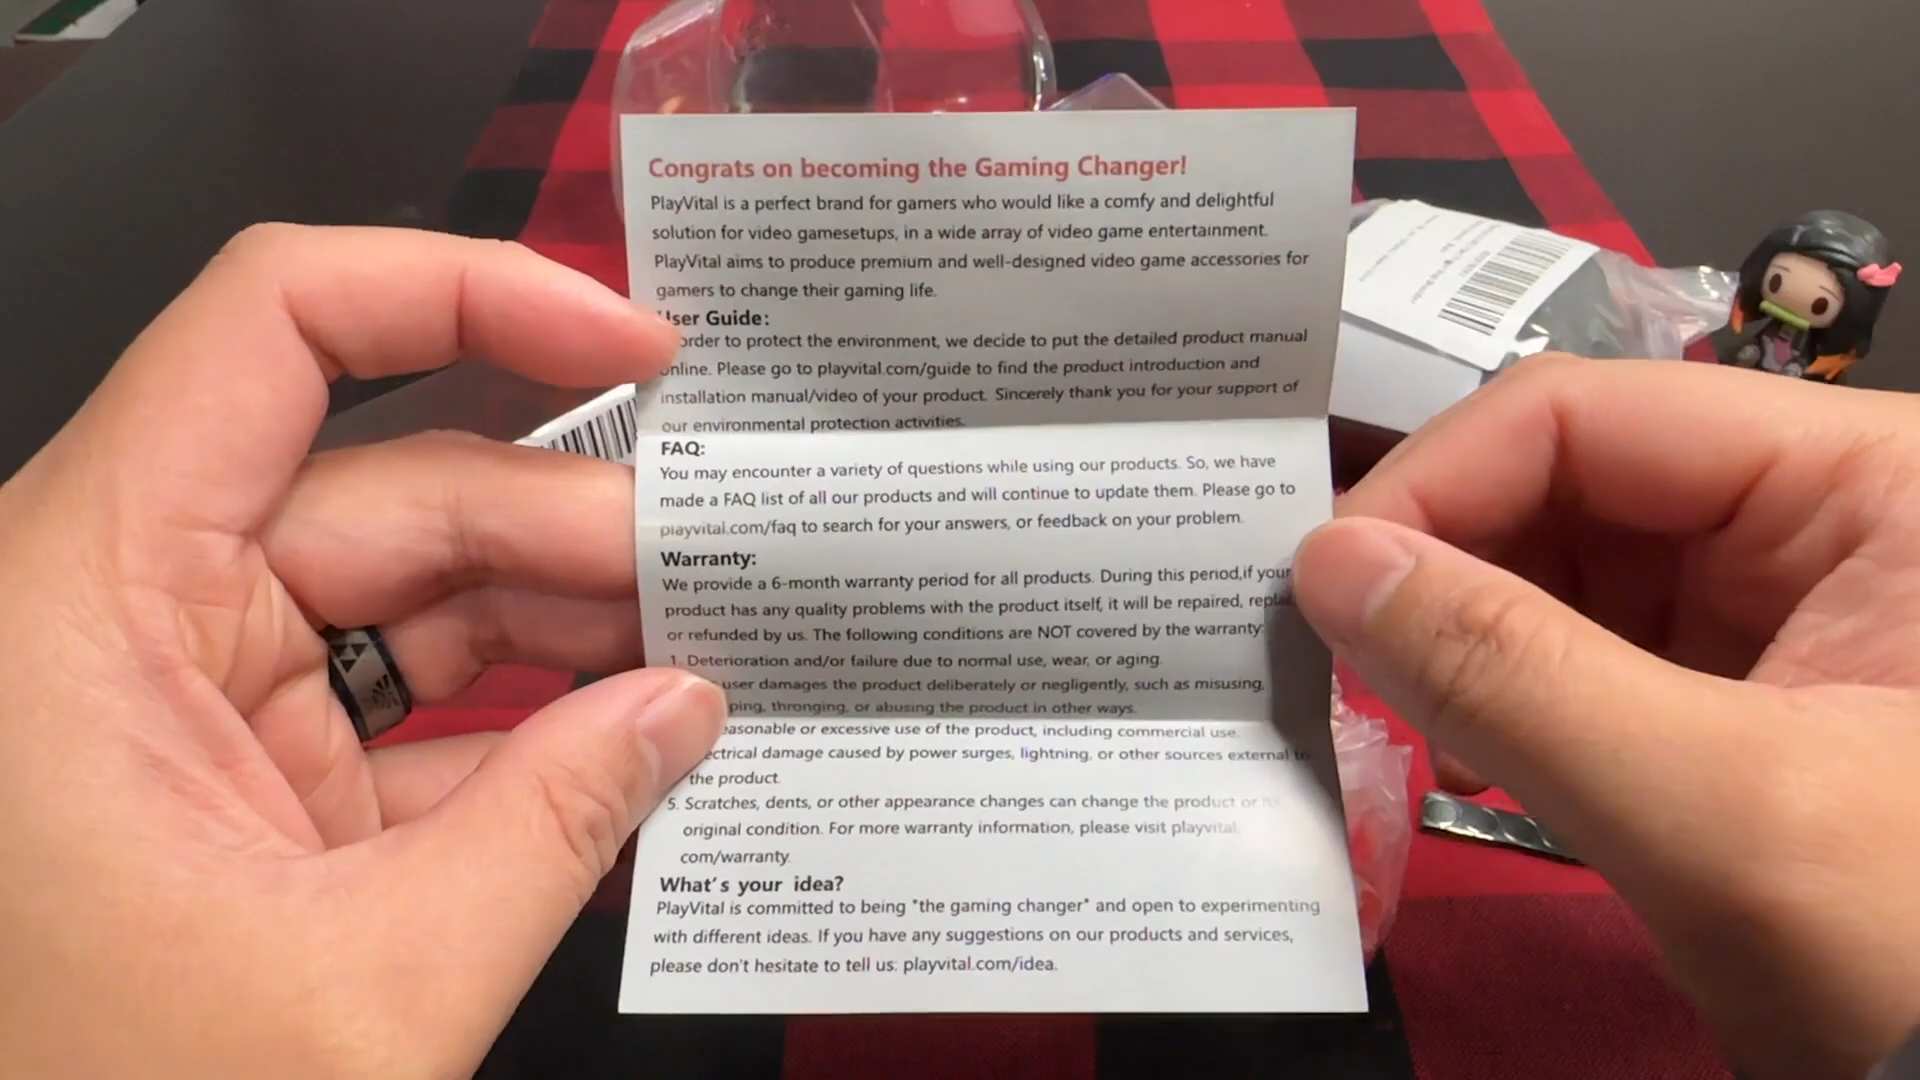 Congrats on becoming the Gaming Changer!
PlayVital is a perfect brand for gamers who would like a comfy and delightful
solution for video gamesetups, in a wide array of video game entertainment.
PlayVital aims to produce premium and well-designed video game accessories for
gamers to change their gaming life.
User Guide:
order to protect the environment, we decide to put the detailed product manual
online. Please go to playvital.com/guide to find the product introduction and
installation manual/video of your product. Sincerely thank you for your support of
our environmental protection activities.
FAQ:
You may encounter a variety of questions while using our products. So, we have
made a FAQ list of all our products and will continue to update them. Please go to
playvital.com/faq to search for your answers, or feedback on your problem.
Warranty:
We provide a 6-month warranty period for all products. During this period,if your
product has any quality problems with the product itself, it will be repaired,
or refunded by us. The following conditions are NOT covered by the warranty:
1. Deterioration and/or failure due to normal use, wear, or aging.
user damages the product deliberately or negligently, such as misusing,
thronging, or abusing the product in other ways.
or excessive use of the product, including commercial use.
damage caused by power surges, lightning, or other sources external to
the product.
5. Scratches, dents, or other appearance changes can change the product or
original condition. For more warranty information, please visit playvital.
com/warranty.
What's your idea?
PlayVital is committed to being "the gaming changer" and open to experimenting
with different ideas. If you have any suggestions on our products and services,
please don't hesitate to tell us: playvital.com/idea.